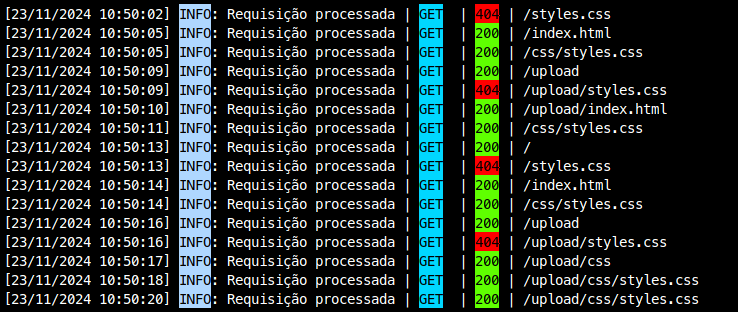 [23/11/2024 10:50:02] INFO: Requisição processada | GET  | 404 | /styles.css
[23/11/2024 10:50:05] INFO: Requisição processada | GET  | 200 | /index.html
[23/11/2024 10:50:05] INFO: Requisição processada | GET  | 200 | /css/styles.css
[23/11/2024 10:50:09] INFO: Requisição processada | GET  | 200 | /upload
[23/11/2024 10:50:09] INFO: Requisição processada | GET  | 404 | /upload/styles.css
[23/11/2024 10:50:10] INFO: Requisição processada | GET  | 200 | /upload/index.html
[23/11/2024 10:50:11] INFO: Requisição processada | GET  | 200 | /css/styles.css
[23/11/2024 10:50:13] INFO: Requisição processada | GET  | 200 | /
[23/11/2024 10:50:13] INFO: Requisição processada | GET  | 404 | /styles.css
[23/11/2024 10:50:14] INFO: Requisição processada | GET  | 200 | /index.html
[23/11/2024 10:50:14] INFO: Requisição processada | GET  | 200 | /css/styles.css
[23/11/2024 10:50:16] INFO: Requisição processada | GET  | 200 | /upload
[23/11/2024 10:50:16] INFO: Requisição processada | GET  | 404 | /upload/styles.css
[23/11/2024 10:50:17] INFO: Requisição processada | GET  | 200 | /upload/css
[23/11/2024 10:50:18] INFO: Requisição processada | GET  | 200 | /upload/css/styles.css
[23/11/2024 10:50:20] INFO: Requisição processada | GET  | 200 | /upload/css/styles.css